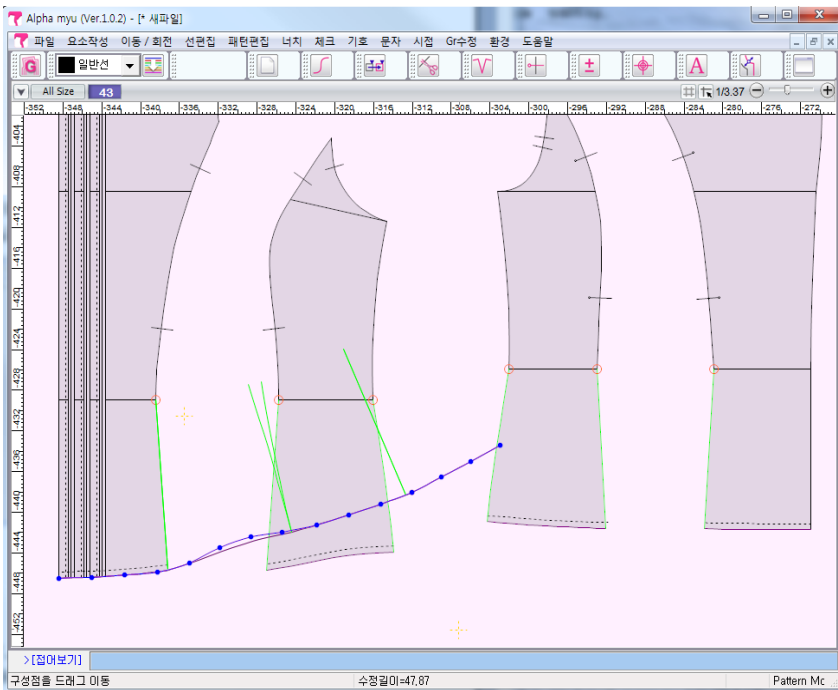 Alpha myu (Ver.1.0.2) - [* 새파일]
파일 요소작성 이동 / 회전 선편집 패턴편집 너치 체크 기호 문자 시점 Gr수정 환경 도움말
G 일반선 A
All Size 43 1/3.37
-352 -348 -344 -340 -336 -332 -328 -324 -320 -316 -312 -308 -304 -300 -296 -292 -288 -284 -280 -276 -272
-404
-408
-412
-416
-420
-424
-428
-432
-436
-440
-444
-448
-452
>[접어보기]
구성점을 드래그 이동 수정길이=47.87 Pattern Mc